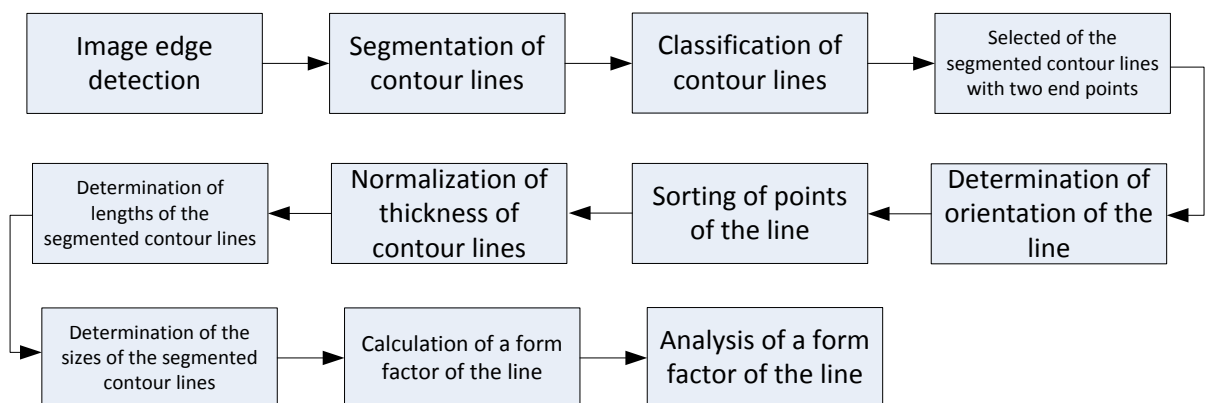 Image edge
detection
Segmentation of
contour lines
Classification of
contour lines
Selected of the
segmented contour lines
with two end points
Determination of
orientation of the
line
Sorting of points
of the line
Normalization of
thickness of
contour lines
Determination of
lengths of the
segmented contour lines
Determination of the
sizes of the segmented
contour lines
Calculation of a form
factor of the line
Analysis of a form
factor of the line